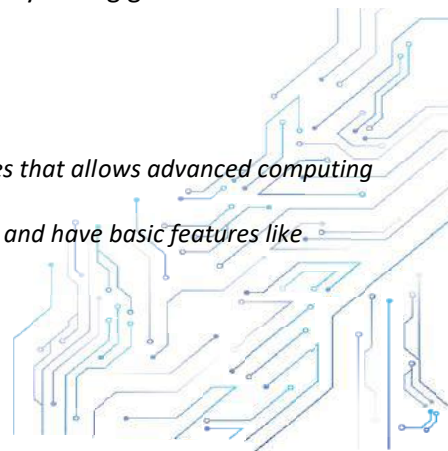 es that allows advanced computing
and have basic features like